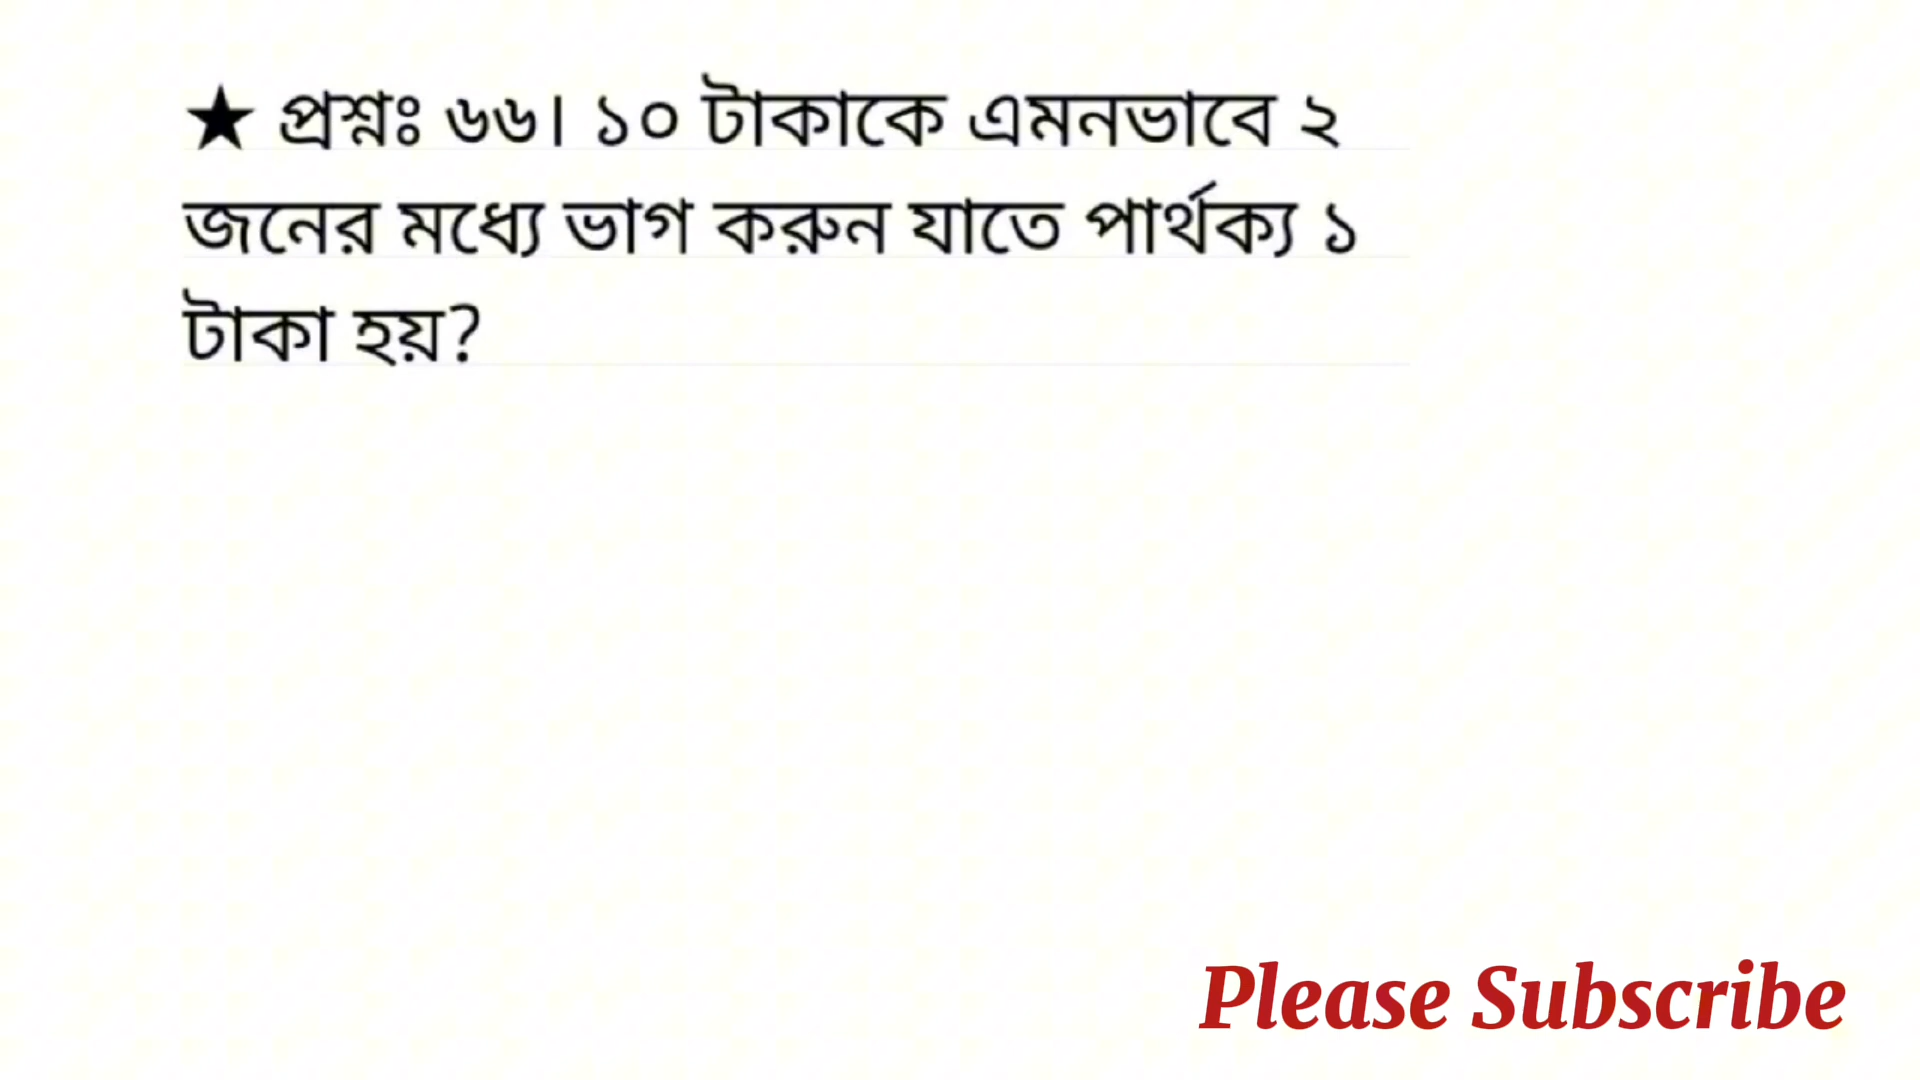 ★ প্রশ্নঃ ৬৬। ১০ টাকাকে এমনভাবে ২
জনের মধ্যে ভাগ করুন যাতে পার্থক্য ১
টাকা হয়?
Please Subscribe